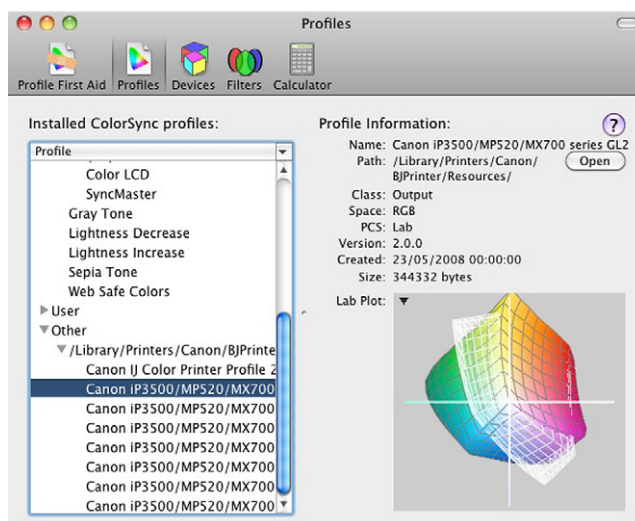 Profiles
Profile First Aid Profiles Devices Filters Calculator
Installed ColorSync profiles:
Profile
Color LCD
SyncMaster
Gray Tone
Lightness Decrease
Lightness Increase
Sepia Tone
Web Safe Colors
User
Other
/Library/Printers/Canon/BJPrinte
Canon IJ Color Printer Profile 2
Canon iP3500/MP520/MX700
Canon iP3500/MP520/MX700
Canon iP3500/MP520/MX700
Canon iP3500/MP520/MX700
Canon iP3500/MP520/MX700
Canon iP3500/MP520/MX700
Canon iP3500/MP520/MX700
Profile Information:
?
Name: Canon iP3500/MP520/MX700 series GL2
Path: /Library/Printers/Canon/
BJPrinter/Resources/
Open
Class: Output
Space: RGB
PCS: Lab
Version: 2.0.0
Created: 23/05/2008 00:00:00
Size: 344332 bytes
Lab Plot: